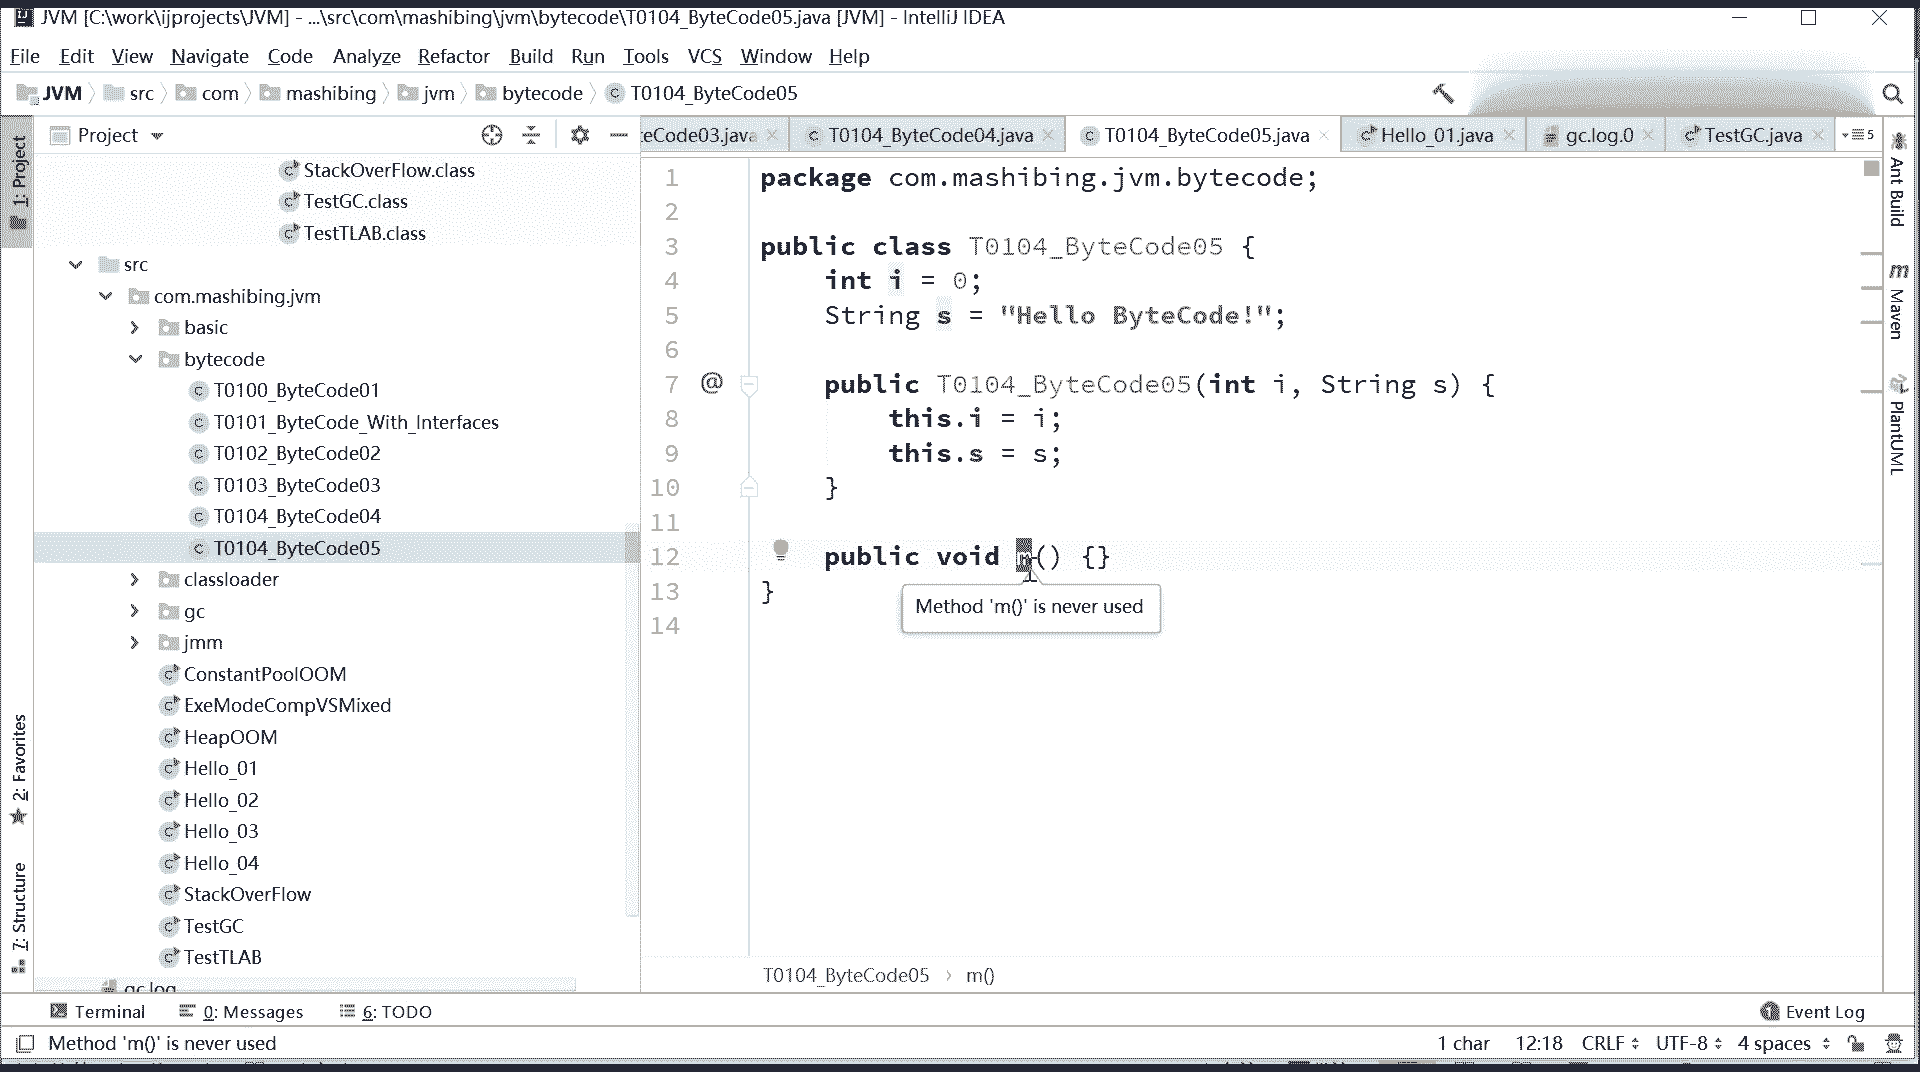 JVM [C:\work\ijprojects\JVM] - ...\src\com\mashibing\jvm\bytecode\T0104_ByteCode05.java [JVM] - IntelliJ IDEA
File Edit View Navigate Code Analyze Refactor Build Run Tools VCS Window Help
JVM src com mashibing jvm bytecode T0104_ByteCode05
1: Project
2: Favorites
7: Structure
Project
StackOverFlow.class
TestGC.class
TestTLAB.class
src
com.mashibing.jvm
basic
bytecode
T0100_ByteCode01
T0101_ByteCode_With_Interfaces
T0102_ByteCode02
T0103_ByteCode03
T0104_ByteCode04
T0104_ByteCode05
classloader
gc
jmm
ConstantPoolOOM
ExeModeCompVSMixed
HeapOOM
Hello_01
Hello_02
Hello_03
Hello_04
StackOverFlow
TestGC
TestTLAB
gc.log
teCode03.java T0104_ByteCode04.java T0104_ByteCode05.java Hello_01.java gc.log.0 TestGC.java 5
1 package com.mashibing.jvm.bytecode;
2
3 public class T0104_ByteCode05 {
4 int i = 0;
5 String s = "Hello ByteCode!";
6
7 @ public T0104_ByteCode05(int i, String s) {
8 this.i = i;
9 this.s = s;
10 }
11
12 public void m() {}
13 }
14
Method 'm()' is never used
T0104_ByteCode05 › m()
Ant Build
Maven
PlantUML
Terminal 0: Messages 6: TODO Event Log
Method 'm()' is never used 1 char 12:18 CRLF UTF-8 4 spaces